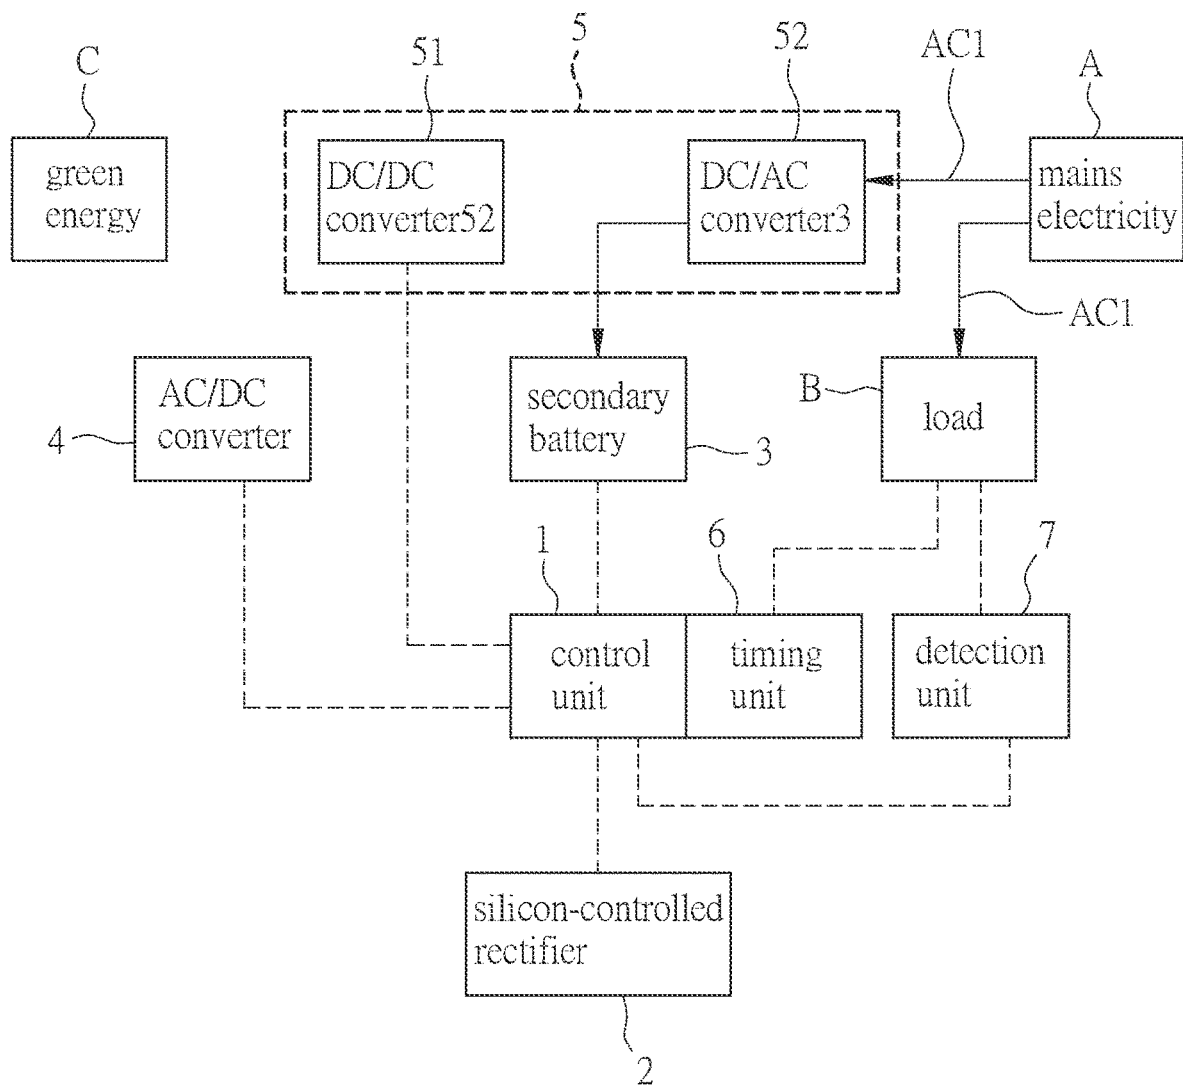 C
51
5
52
AC1
A
green
energy
DC/DC
converter52
DC/AC
converter3
mains
electricity
AC1
AC/DC
converter
4
secondary
battery
3
B
load
1
6
7
control
unit
timing
unit
detection
unit
silicon-controlled
rectifier
2